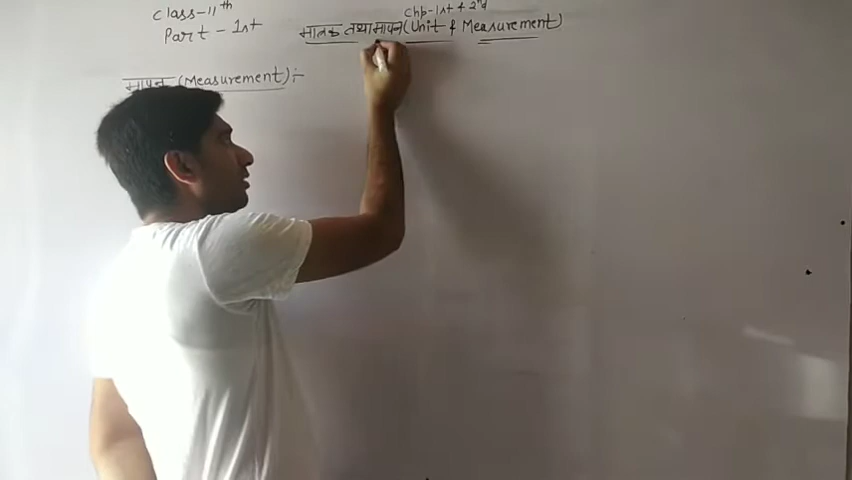 Class-11th
Part-1st
Chp-1st + 2nd
मात्रक तथा मापन (Unit & Measurement)
मापन (Measurement):-